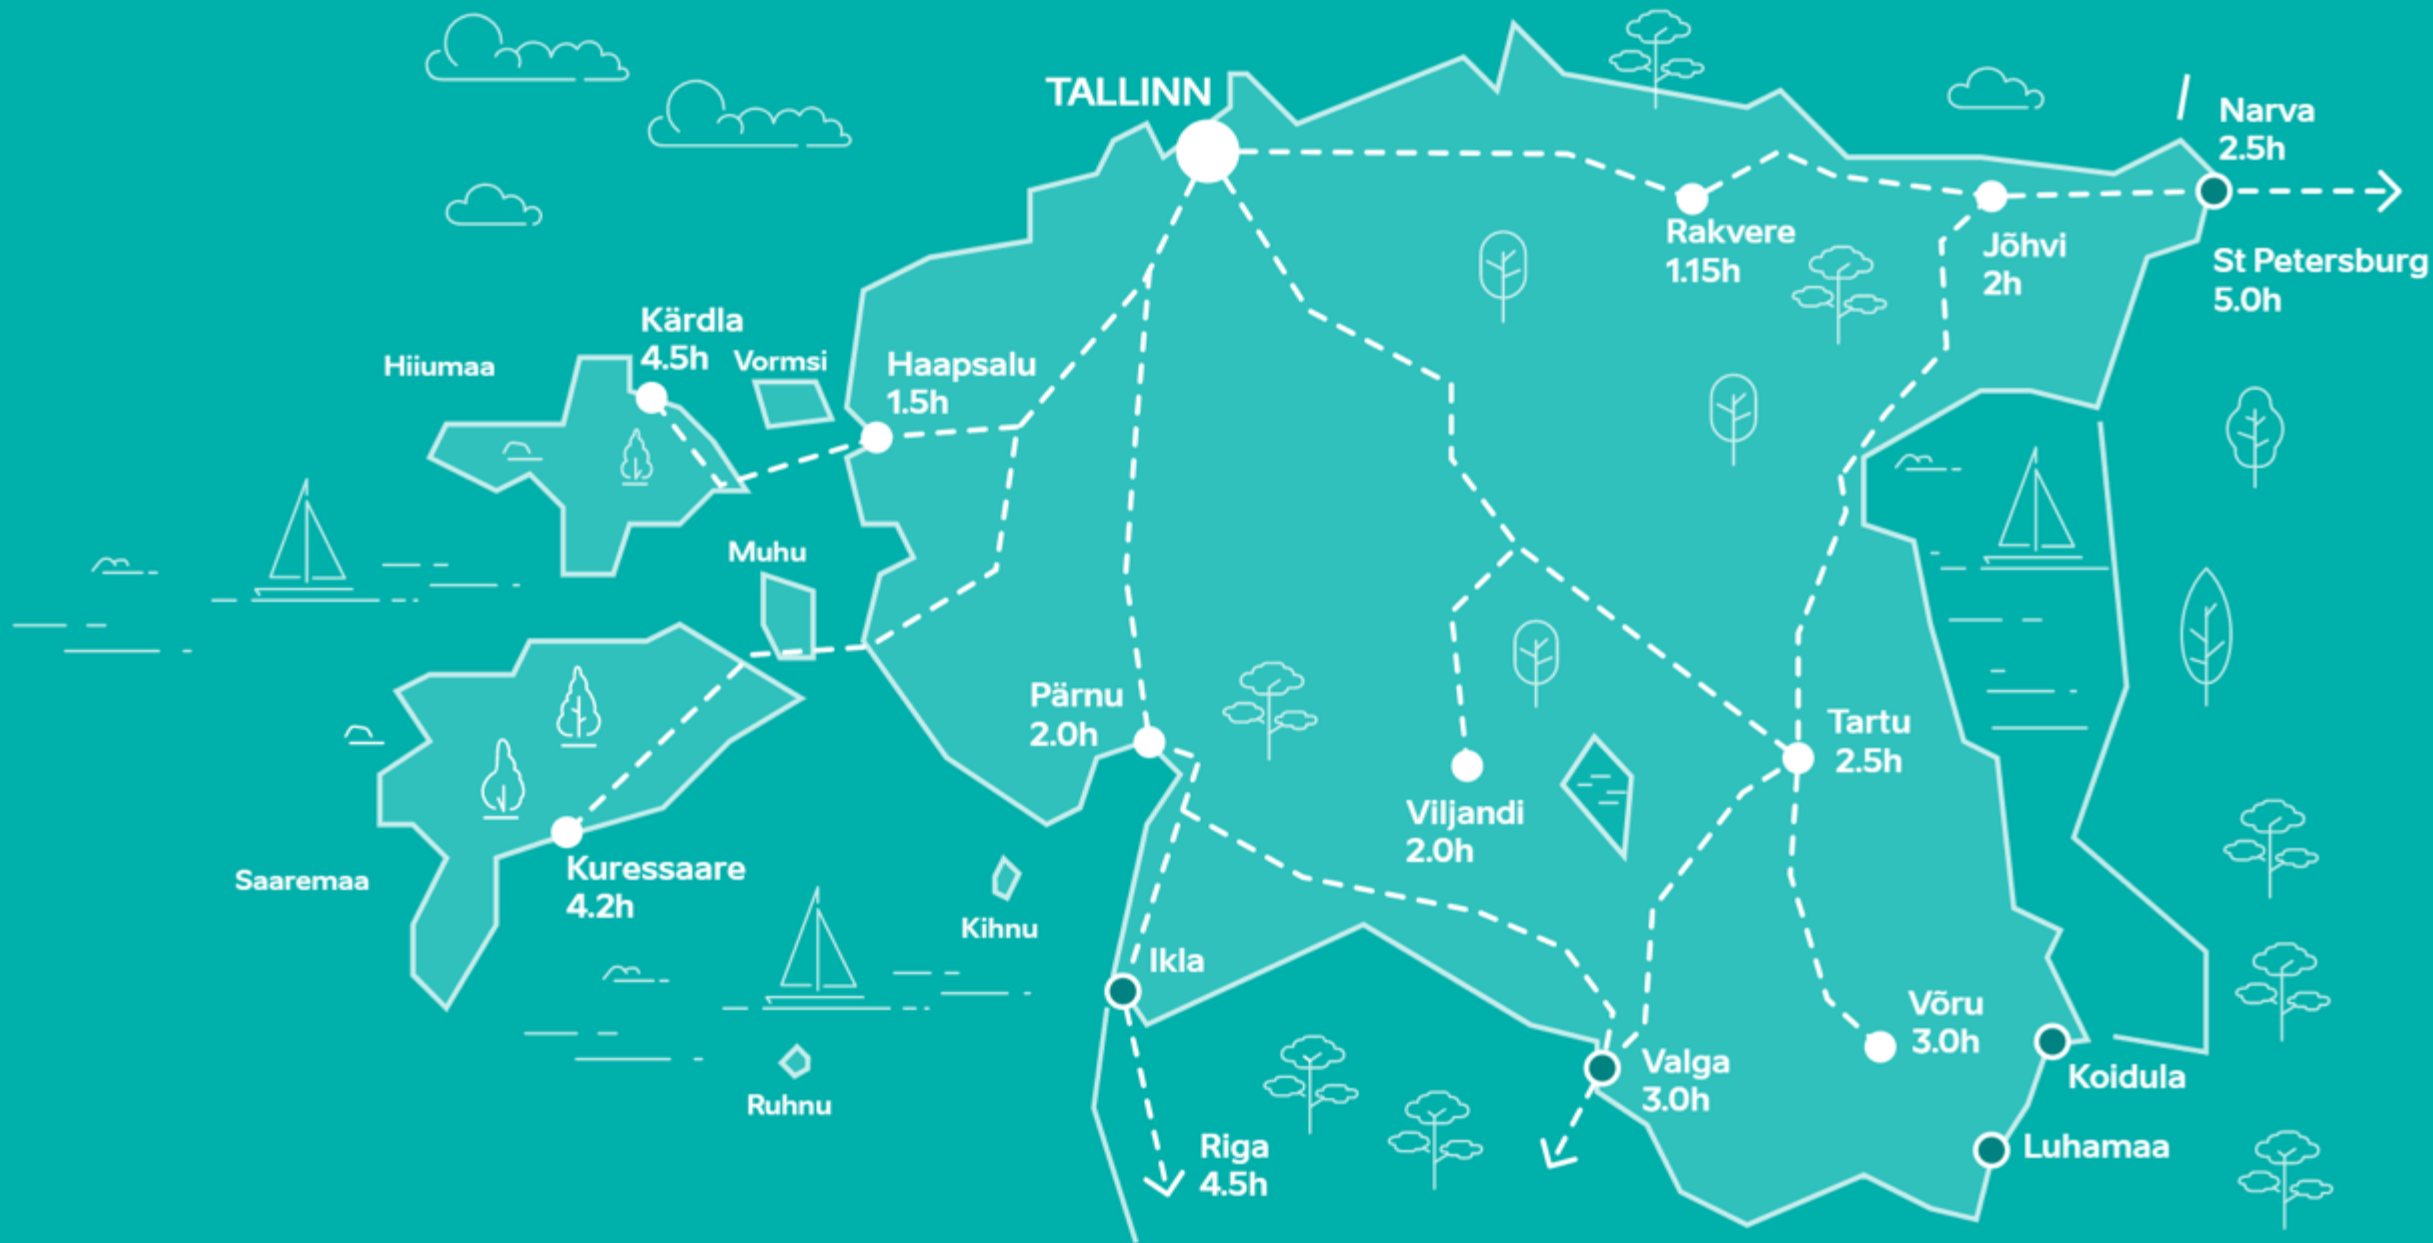 TALLINN
Narva
2.5h
Rakvere
1.15h
Jõhvi
2h
St Petersburg
5.0h
Kärdla
4.5h
Vormsi
Hiiumaa
Haapsalu
1.5h
Muhu
Pärnu
2.0h
Tartu
2.5h
Viljandi
2.0h
Kuressaare
4.2h
Saaremaa
Kihnu
Ikla
Võru
3.0h
Valga
3.0h
Koidula
Ruhnu
Riga
4.5h
Luhamaa